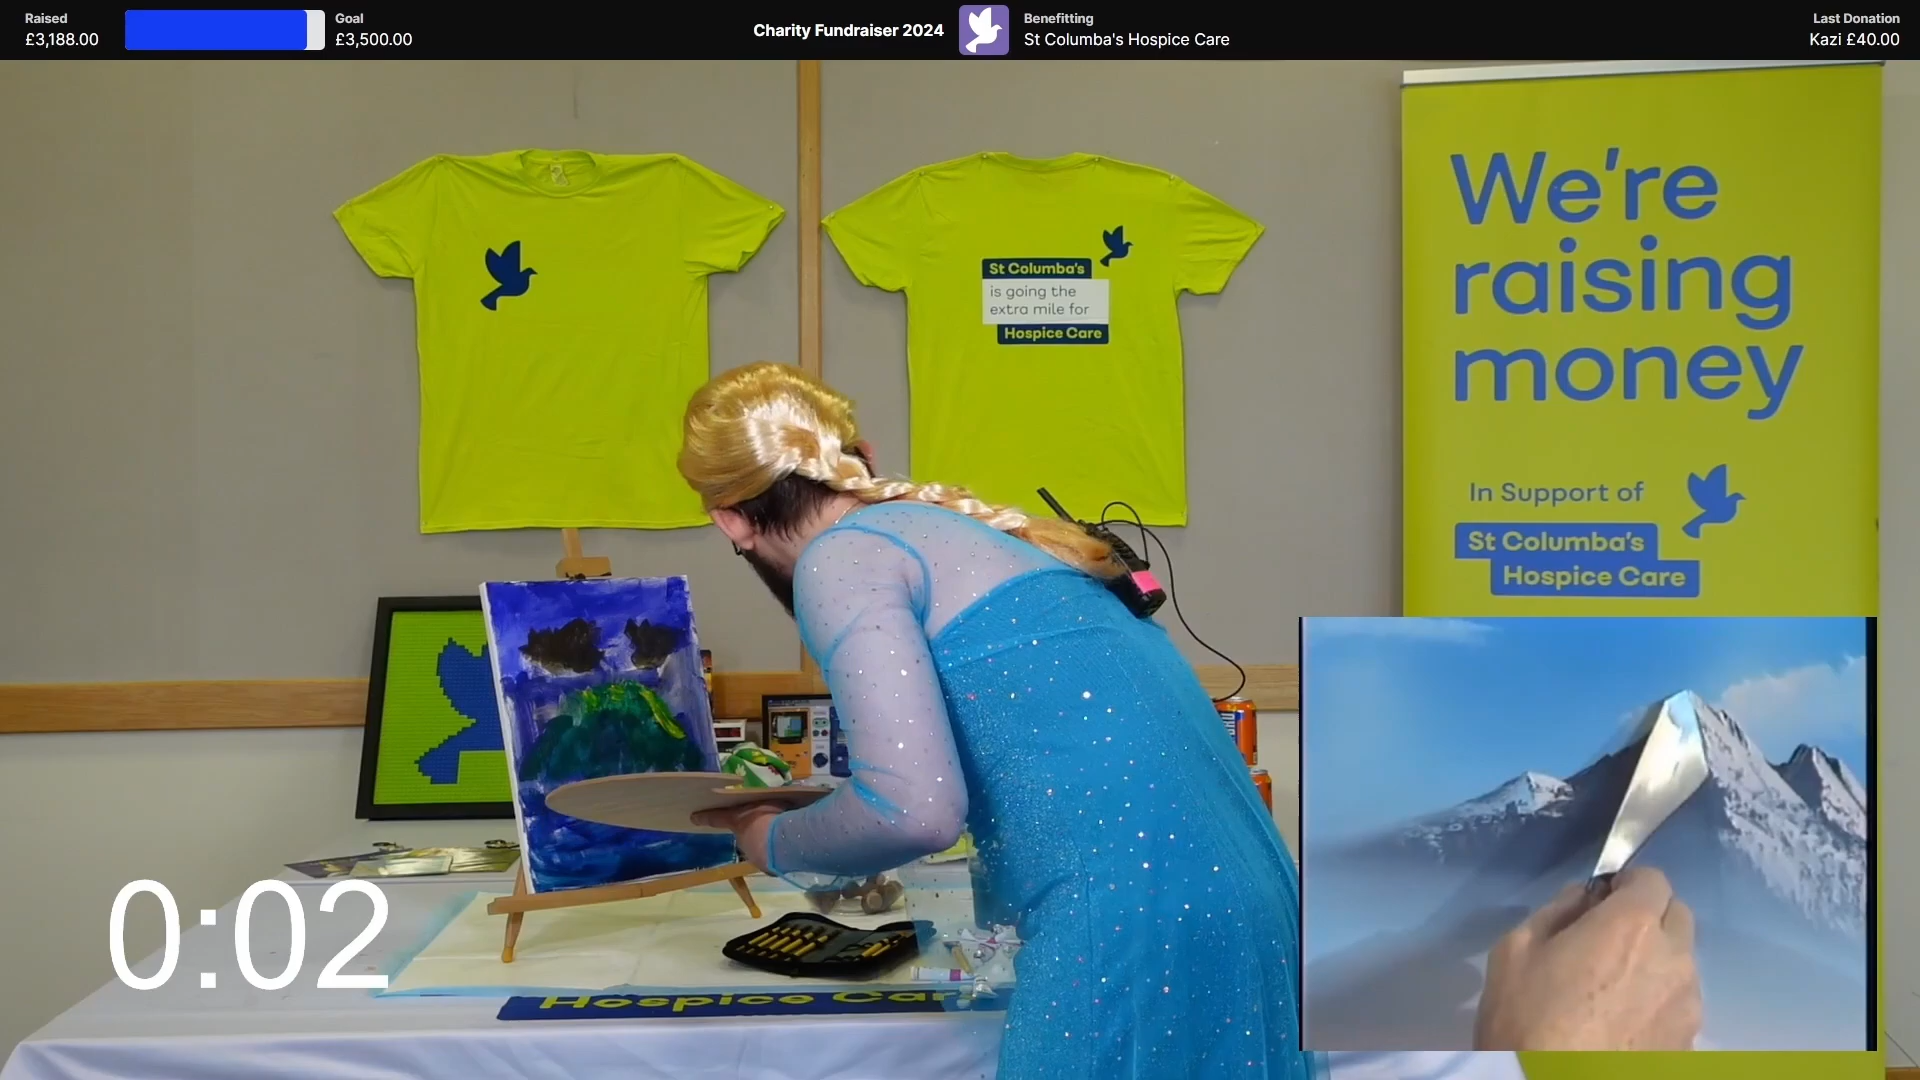 Raised
£3,188.00
Goal
£3,500.00
Charity Fundraiser 2024
Benefitting
St Columba's Hospice Care
Last Donation
Kazi £40.00
St Columba's
is going the
extra mile for
Hospice Care
We're
raising
money
In Support of
St Columba's
Hospice Care
0:02
Hospice Car